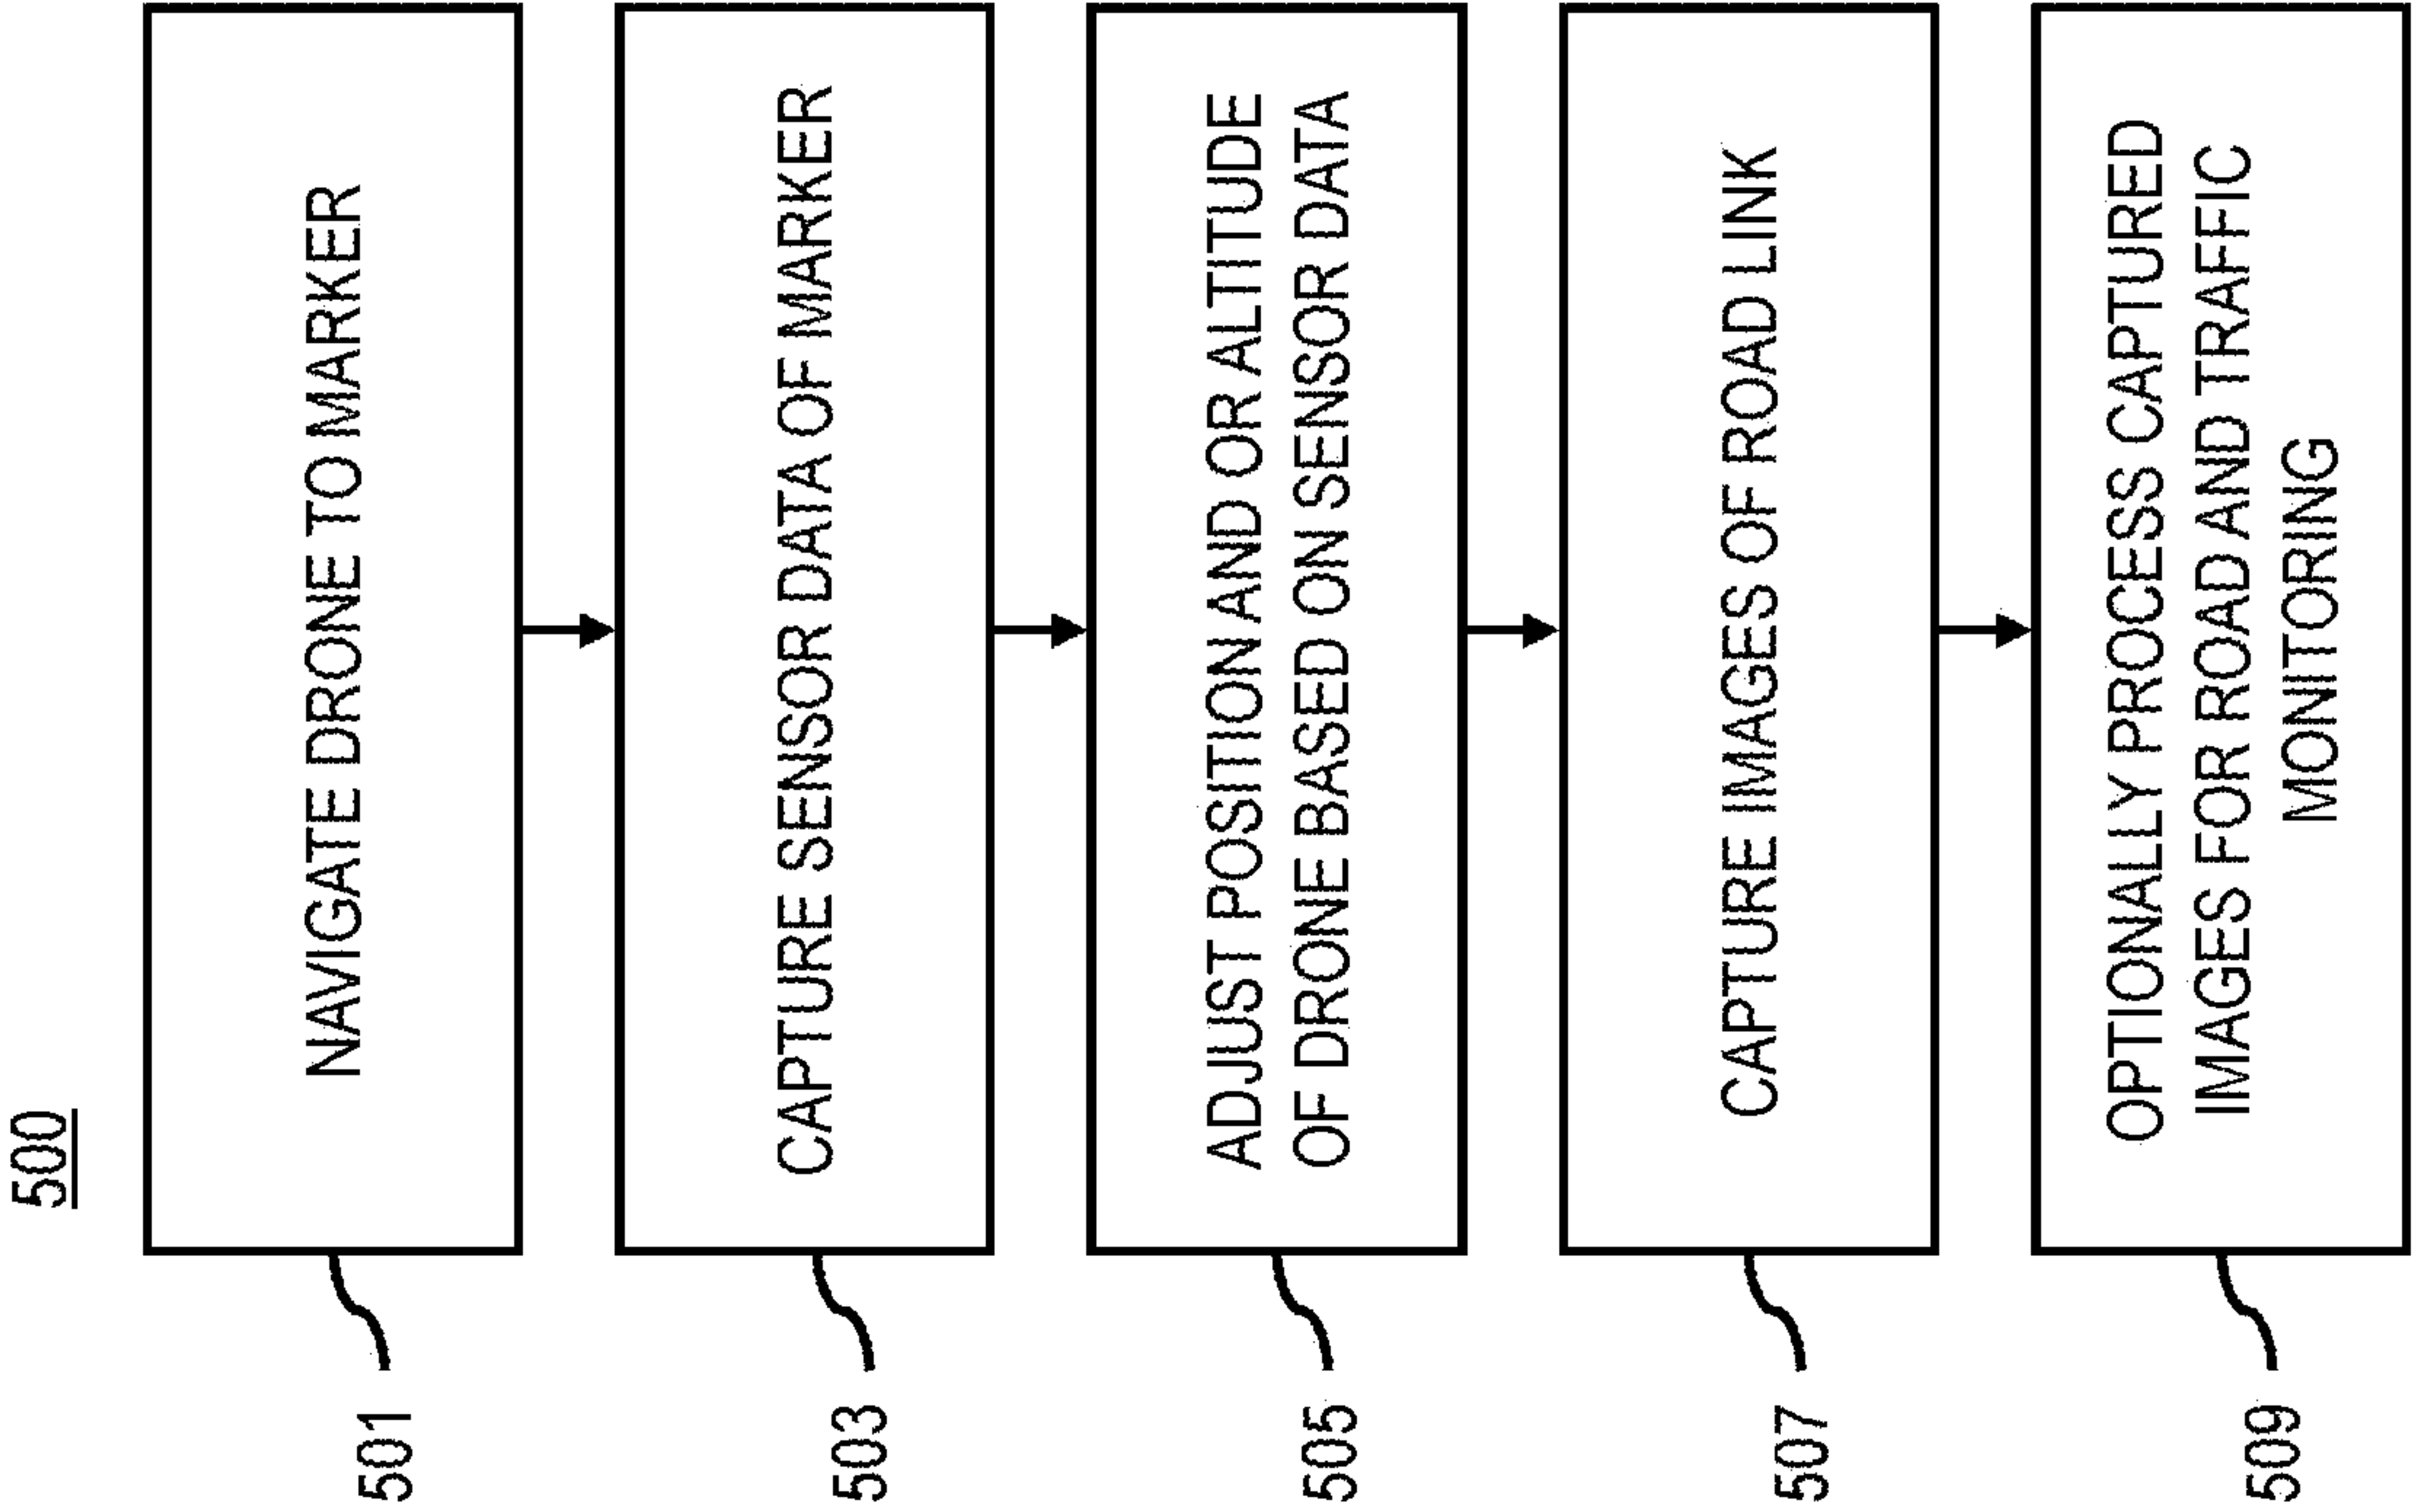 500
501
NAVIGATE DRONE TO MARKER
503
CAPTURE SENSOR DATA OF MARKER
505
ADJUST POSITION AND OR ALTITUDE
OF DRONE BASED ON SENSOR DATA
507
CAPTURE IMAGES OF ROAD LINK
509
OPTIONALLY PROCESS CAPTURED
IMAGES FOR ROAD AND TRAFFIC
MONITORING